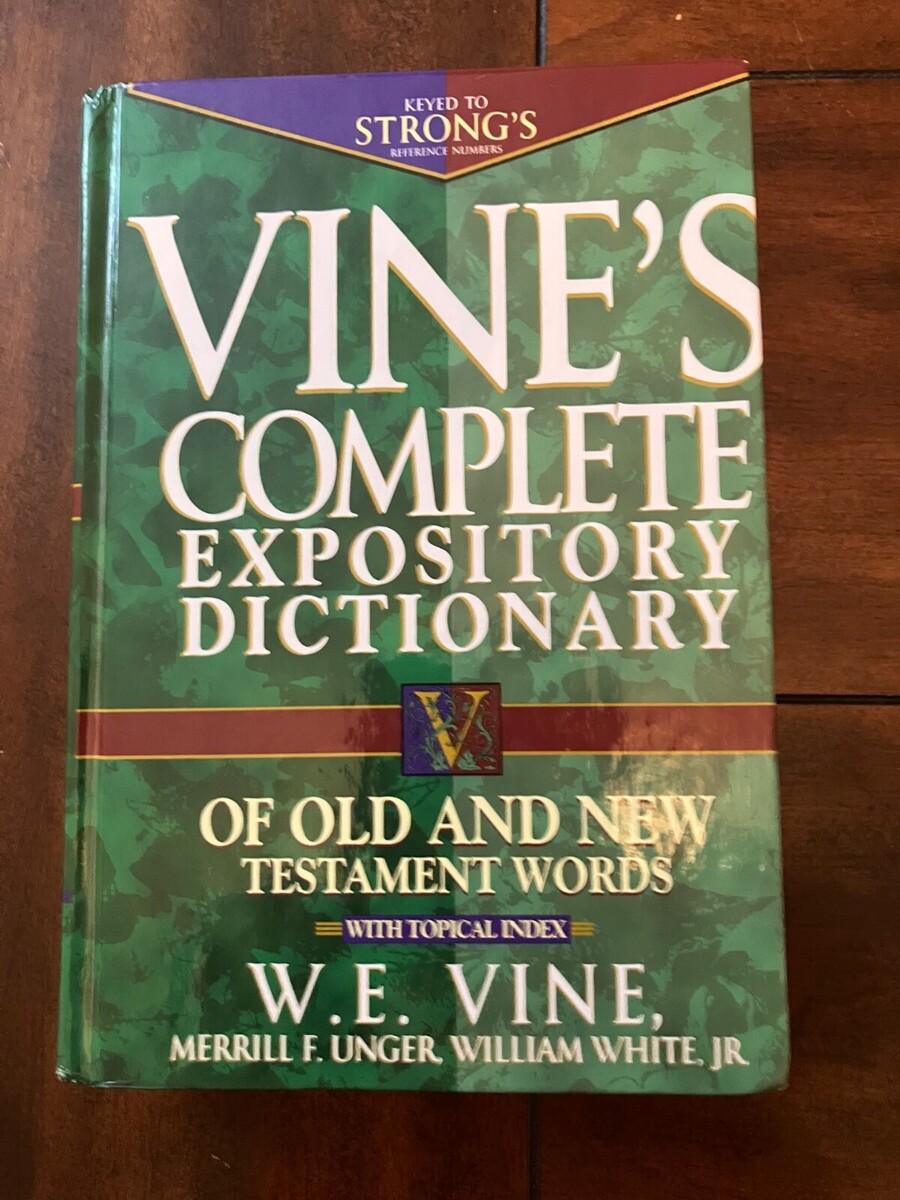 KEYED TO
STRONG'S
REFERENCE NUMBERS
VINE'S
COMPLETE
EXPOSITORY
DICTIONARY
V
OF OLD AND NEW
TESTAMENT WORDS
WITH TOPICAL INDEX
W.E. VINE,
MERRILL F. UNGER, WILLIAM WHITE, JR